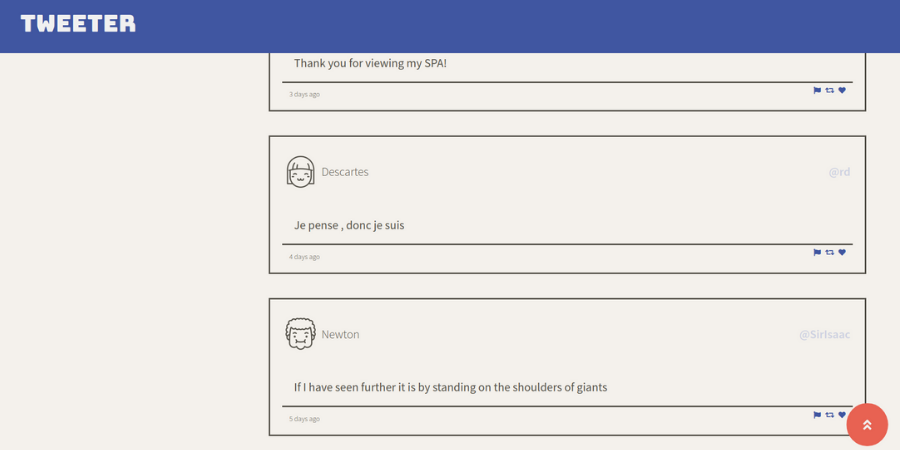 TWEETER
Thank you for viewing my SPA!
3 days ago
Descartes @rd
Je pense , donc je suis
4 days ago
Newton @SirIsaac
If I have seen further it is by standing on the shoulders of giants
5 days ago